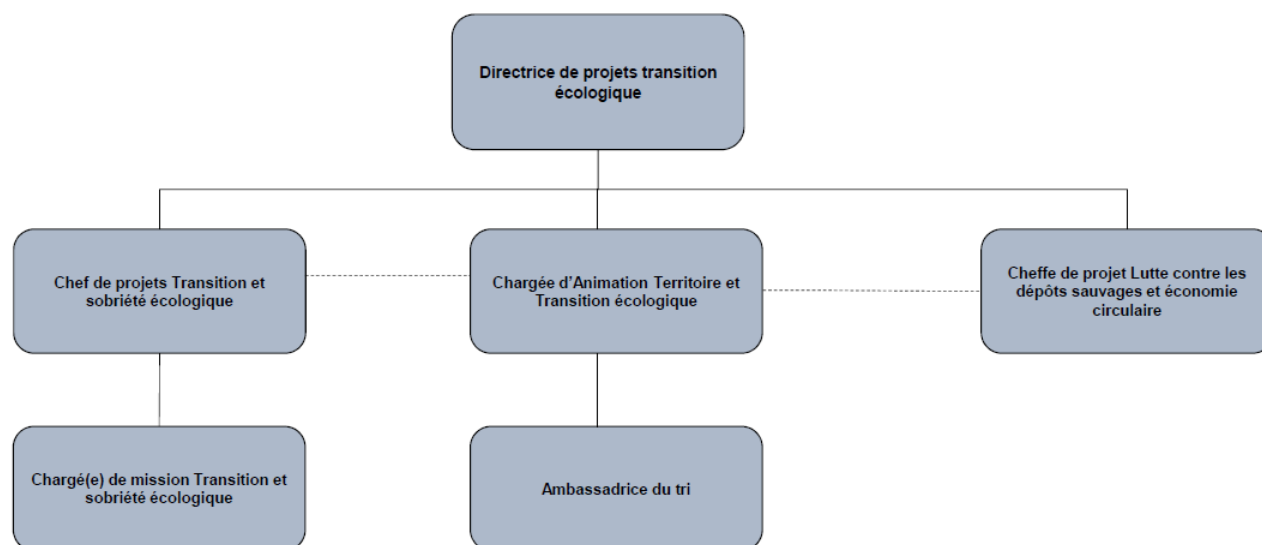 Directrice de projets transition
écologique
Chef de projets Transition et
sobriété écologique
Chargée d'Animation Territoire et
Transition écologique
Cheffe de projet Lutte contre les
dépôts sauvages et économie
circulaire
Chargé(e) de mission Transition et
sobriété écologique
Ambassadrice du tri